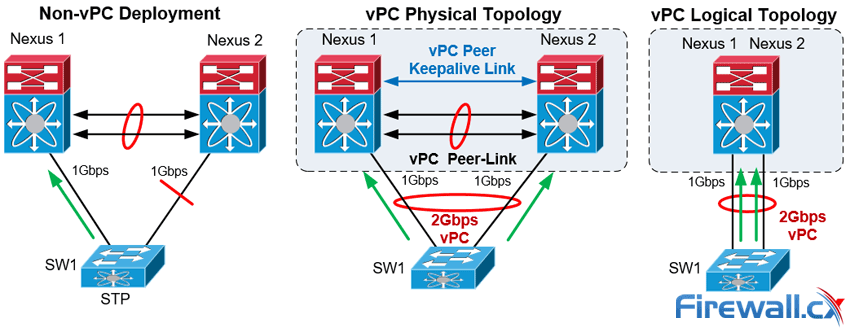 Non-vPC Deployment
Nexus 1
Nexus 2
1Gbps
1Gbps
SW1
STP
vPC Physical Topology
Nexus 1
Nexus 2
vPC Peer
Keepalive Link
vPC Peer-Link
1Gbps
1Gbps
2Gbps
vPC
SW1
vPC Logical Topology
Nexus 1
Nexus 2
1Gbps
1Gbps
2Gbps
vPC
SW1
Firewall.cx